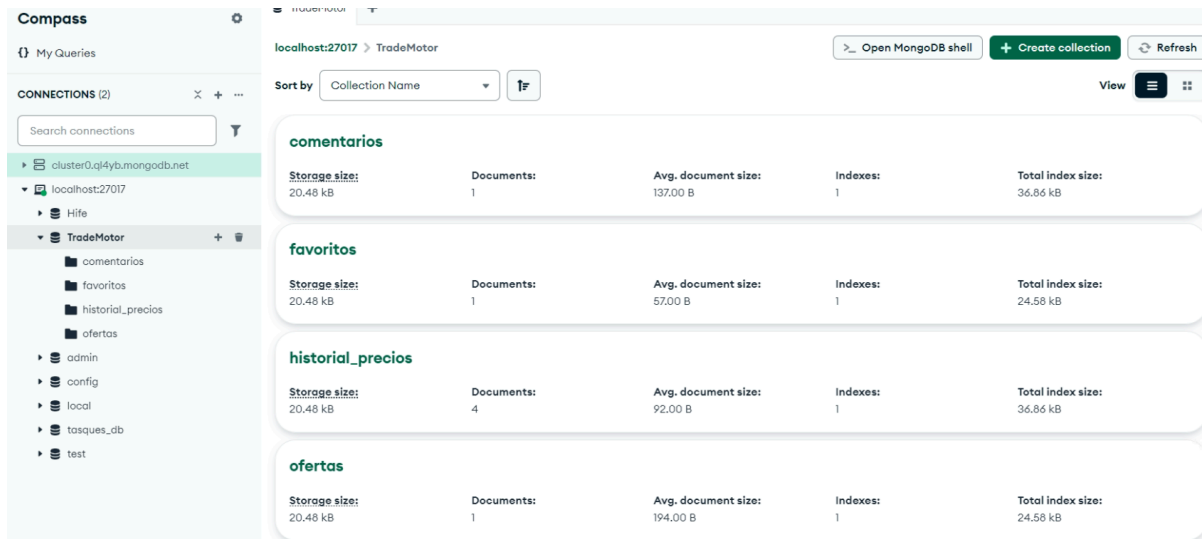 Compass
{} My Queries
CONNECTIONS (2)
Search connections
cluster0.ql4yb.mongodb.net
localhost:27017
Hife
TradeMotor
comentarios
favoritos
historial_precios
ofertas
admin
config
local
tasques_db
test
TradeMotor
localhost:27017 > TradeMotor
>_ Open MongoDB shell
Create collection
Refresh
Sort by Collection Name
View
comentarios
Storage size: Documents: Avg. document size: Indexes: Total index size:
20.48 kB 1 137.00 B 1 36.86 kB
favoritos
Storage size: Documents: Avg. document size: Indexes: Total index size:
20.48 kB 1 57.00 B 1 24.58 kB
historial_precios
Storage size: Documents: Avg. document size: Indexes: Total index size:
20.48 kB 4 92.00 B 1 36.86 kB
ofertas
Storage size: Documents: Avg. document size: Indexes: Total index size:
20.48 kB 1 194.00 B 1 24.58 kB